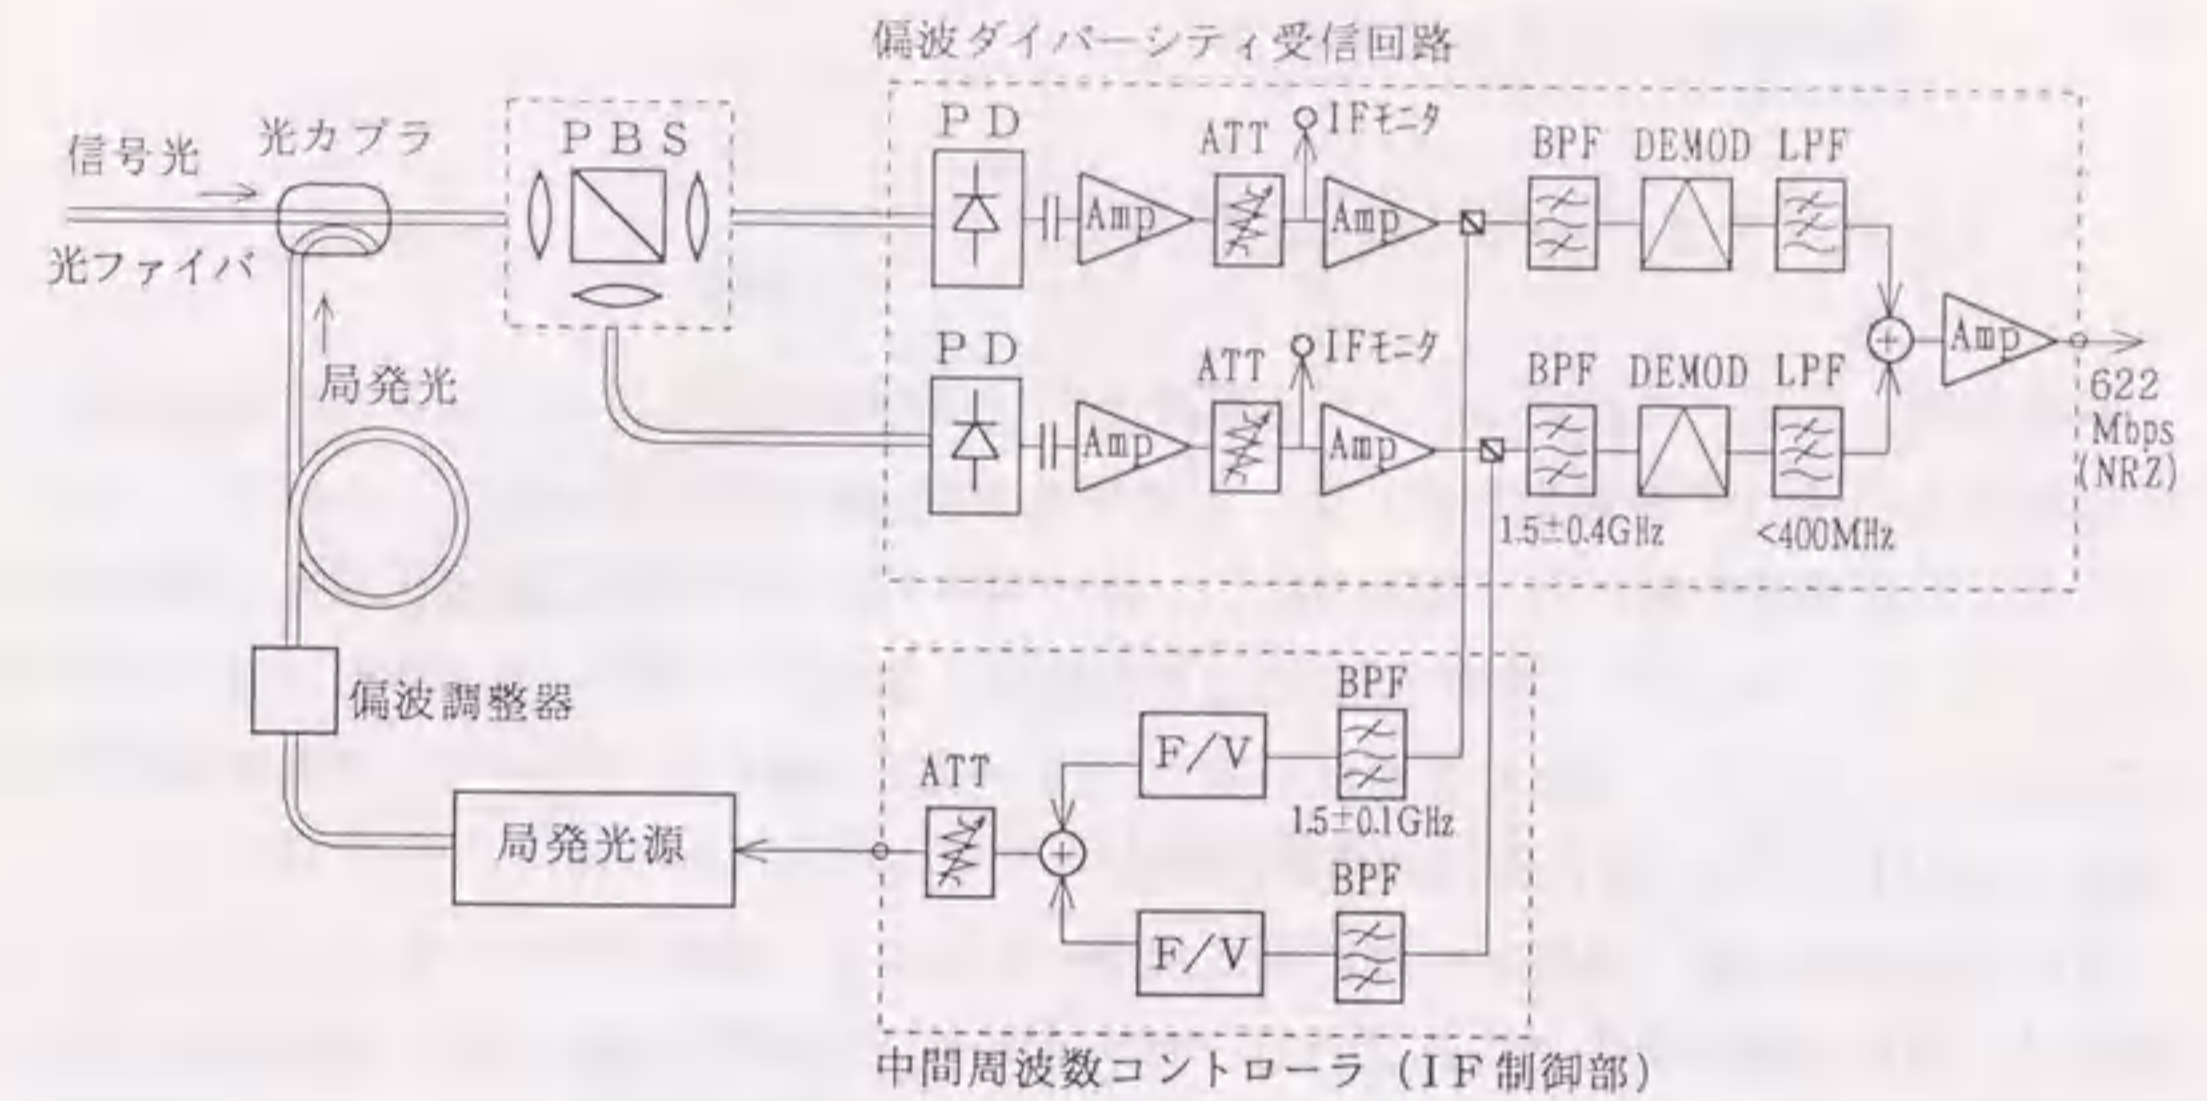 偏波ダイバーシティ受信回路
信号光
光カプラ
PBS
光ファイバ
局発光
偏波調整器
局発光源
PD
Amp
ATT
IFモニタ
Amp
BPF
DEMOD
LPF
PD
Amp
ATT
IFモニタ
Amp
BPF
DEMOD
LPF
1.5±0.4GHz
<400MHz
Amp
622
Mbps
(NRZ)
ATT
F/V
BPF
1.5±0.1GHz
F/V
BPF
中間周波数コントローラ (IF制御部)